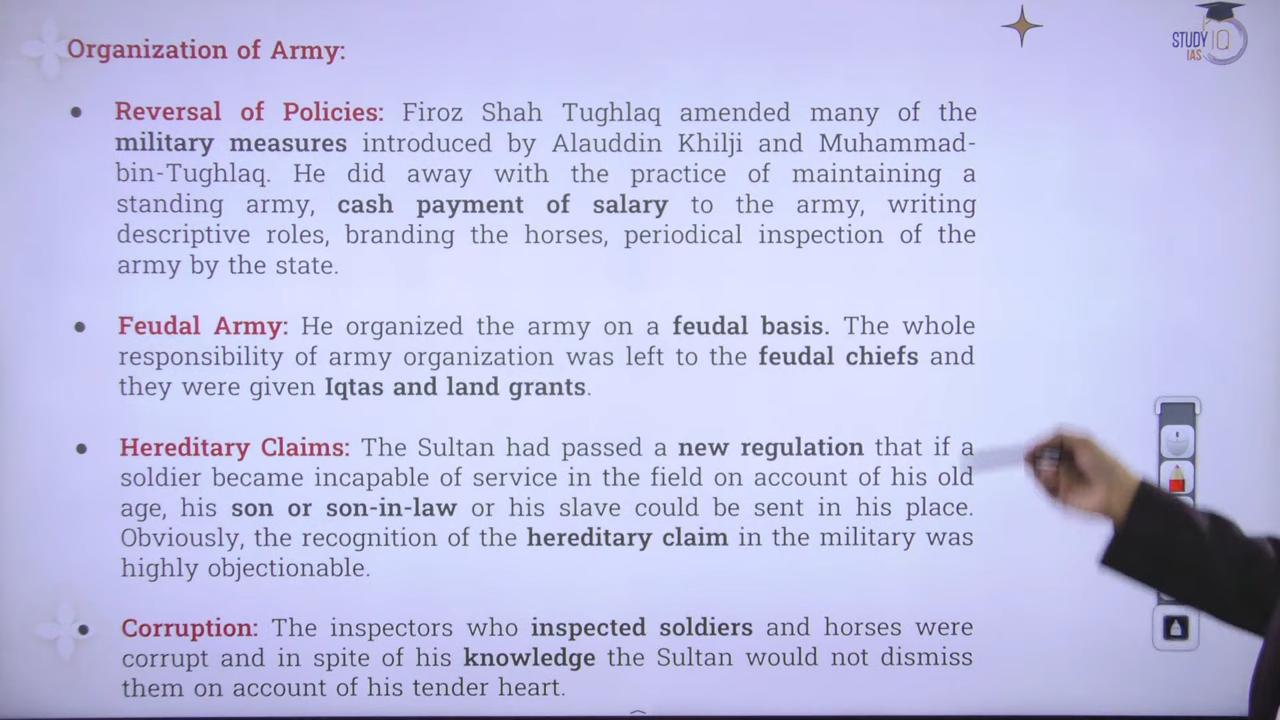 Organization of Army:
STUDY IQ
IAS
• Reversal of Policies: Firoz Shah Tughlaq amended many of the
military measures introduced by Alauddin Khilji and Muhammad-
bin-Tughlaq. He did away with the practice of maintaining a
standing army, cash payment of salary to the army, writing
descriptive roles, branding the horses, periodical inspection of the
army by the state.
• Feudal Army: He organized the army on a feudal basis. The whole
responsibility of army organization was left to the feudal chiefs and
they were given Iqtas and land grants.
• Hereditary Claims: The Sultan had passed a new regulation that if a
soldier became incapable of service in the field on account of his old
age, his son or son-in-law or his slave could be sent in his place.
Obviously, the recognition of the hereditary claim in the military was
highly objectionable.
• Corruption: The inspectors who inspected soldiers and horses were
corrupt and in spite of his knowledge the Sultan would not dismiss
them on account of his tender heart.